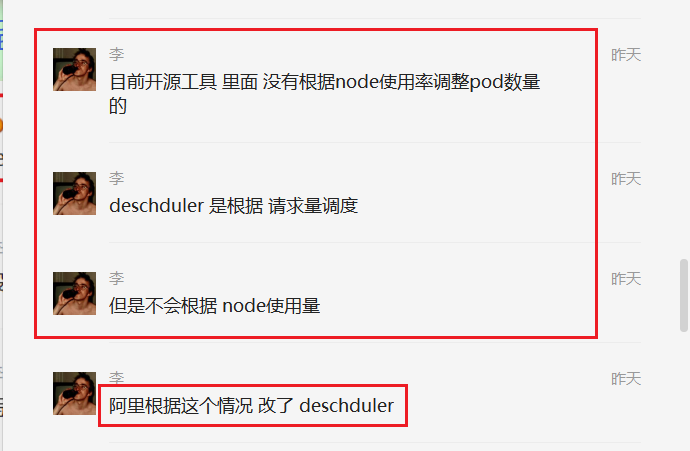 李
昨天
目前开源工具 里面 没有根据node使用率调整pod数量
的
李
昨天
deschduler 是根据 请求量调度
李
昨天
但是不会根据 node使用量
李
昨天
阿里根据这个情况 改了 deschduler